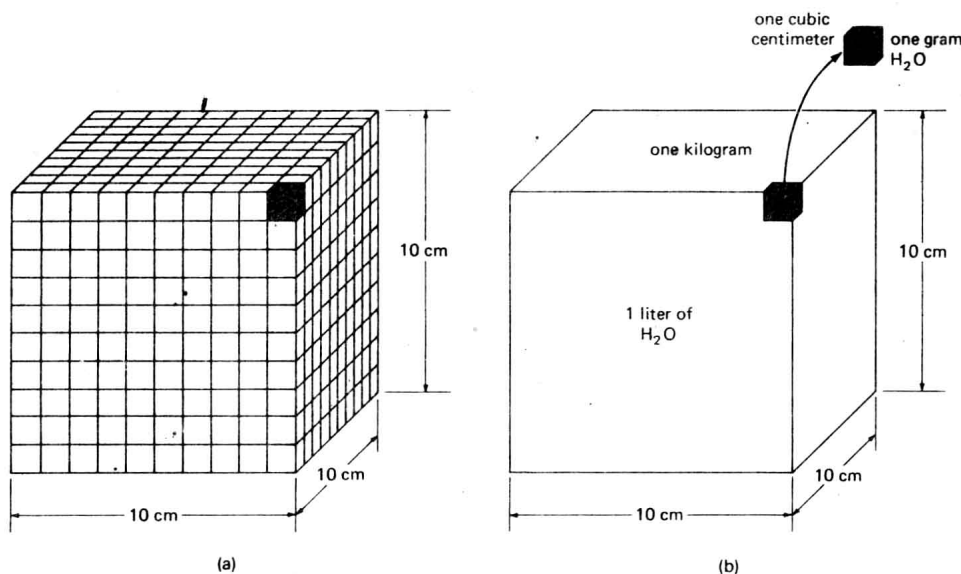 10 cm
10 cm
10 cm
(a)
one cubic
centimeter
one gram
H₂O
one kilogram
1 liter of
H₂O
10 cm
10 cm
10 cm
(b)